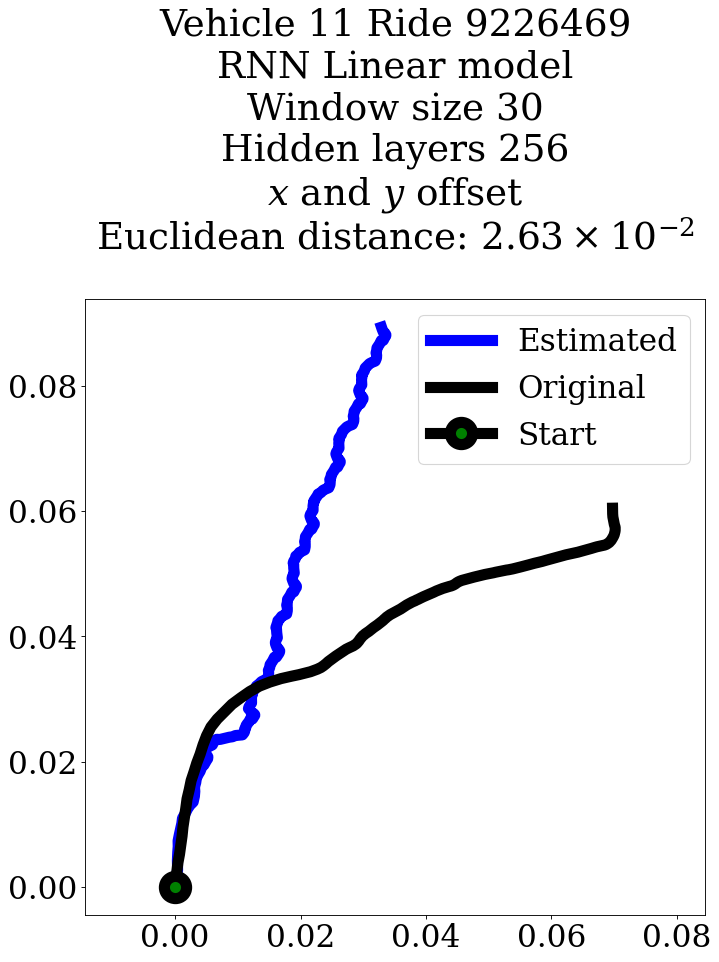 Vehicle 11 Ride 9226469
RNN Linear model
Window size 30
Hidden layers 256
x and y offset
Euclidean distance: 2.63 × 10⁻²
Estimated
Original
Start
0.08
0.06
0.04
0.02
0.00
0.00 0.02 0.04 0.06 0.08